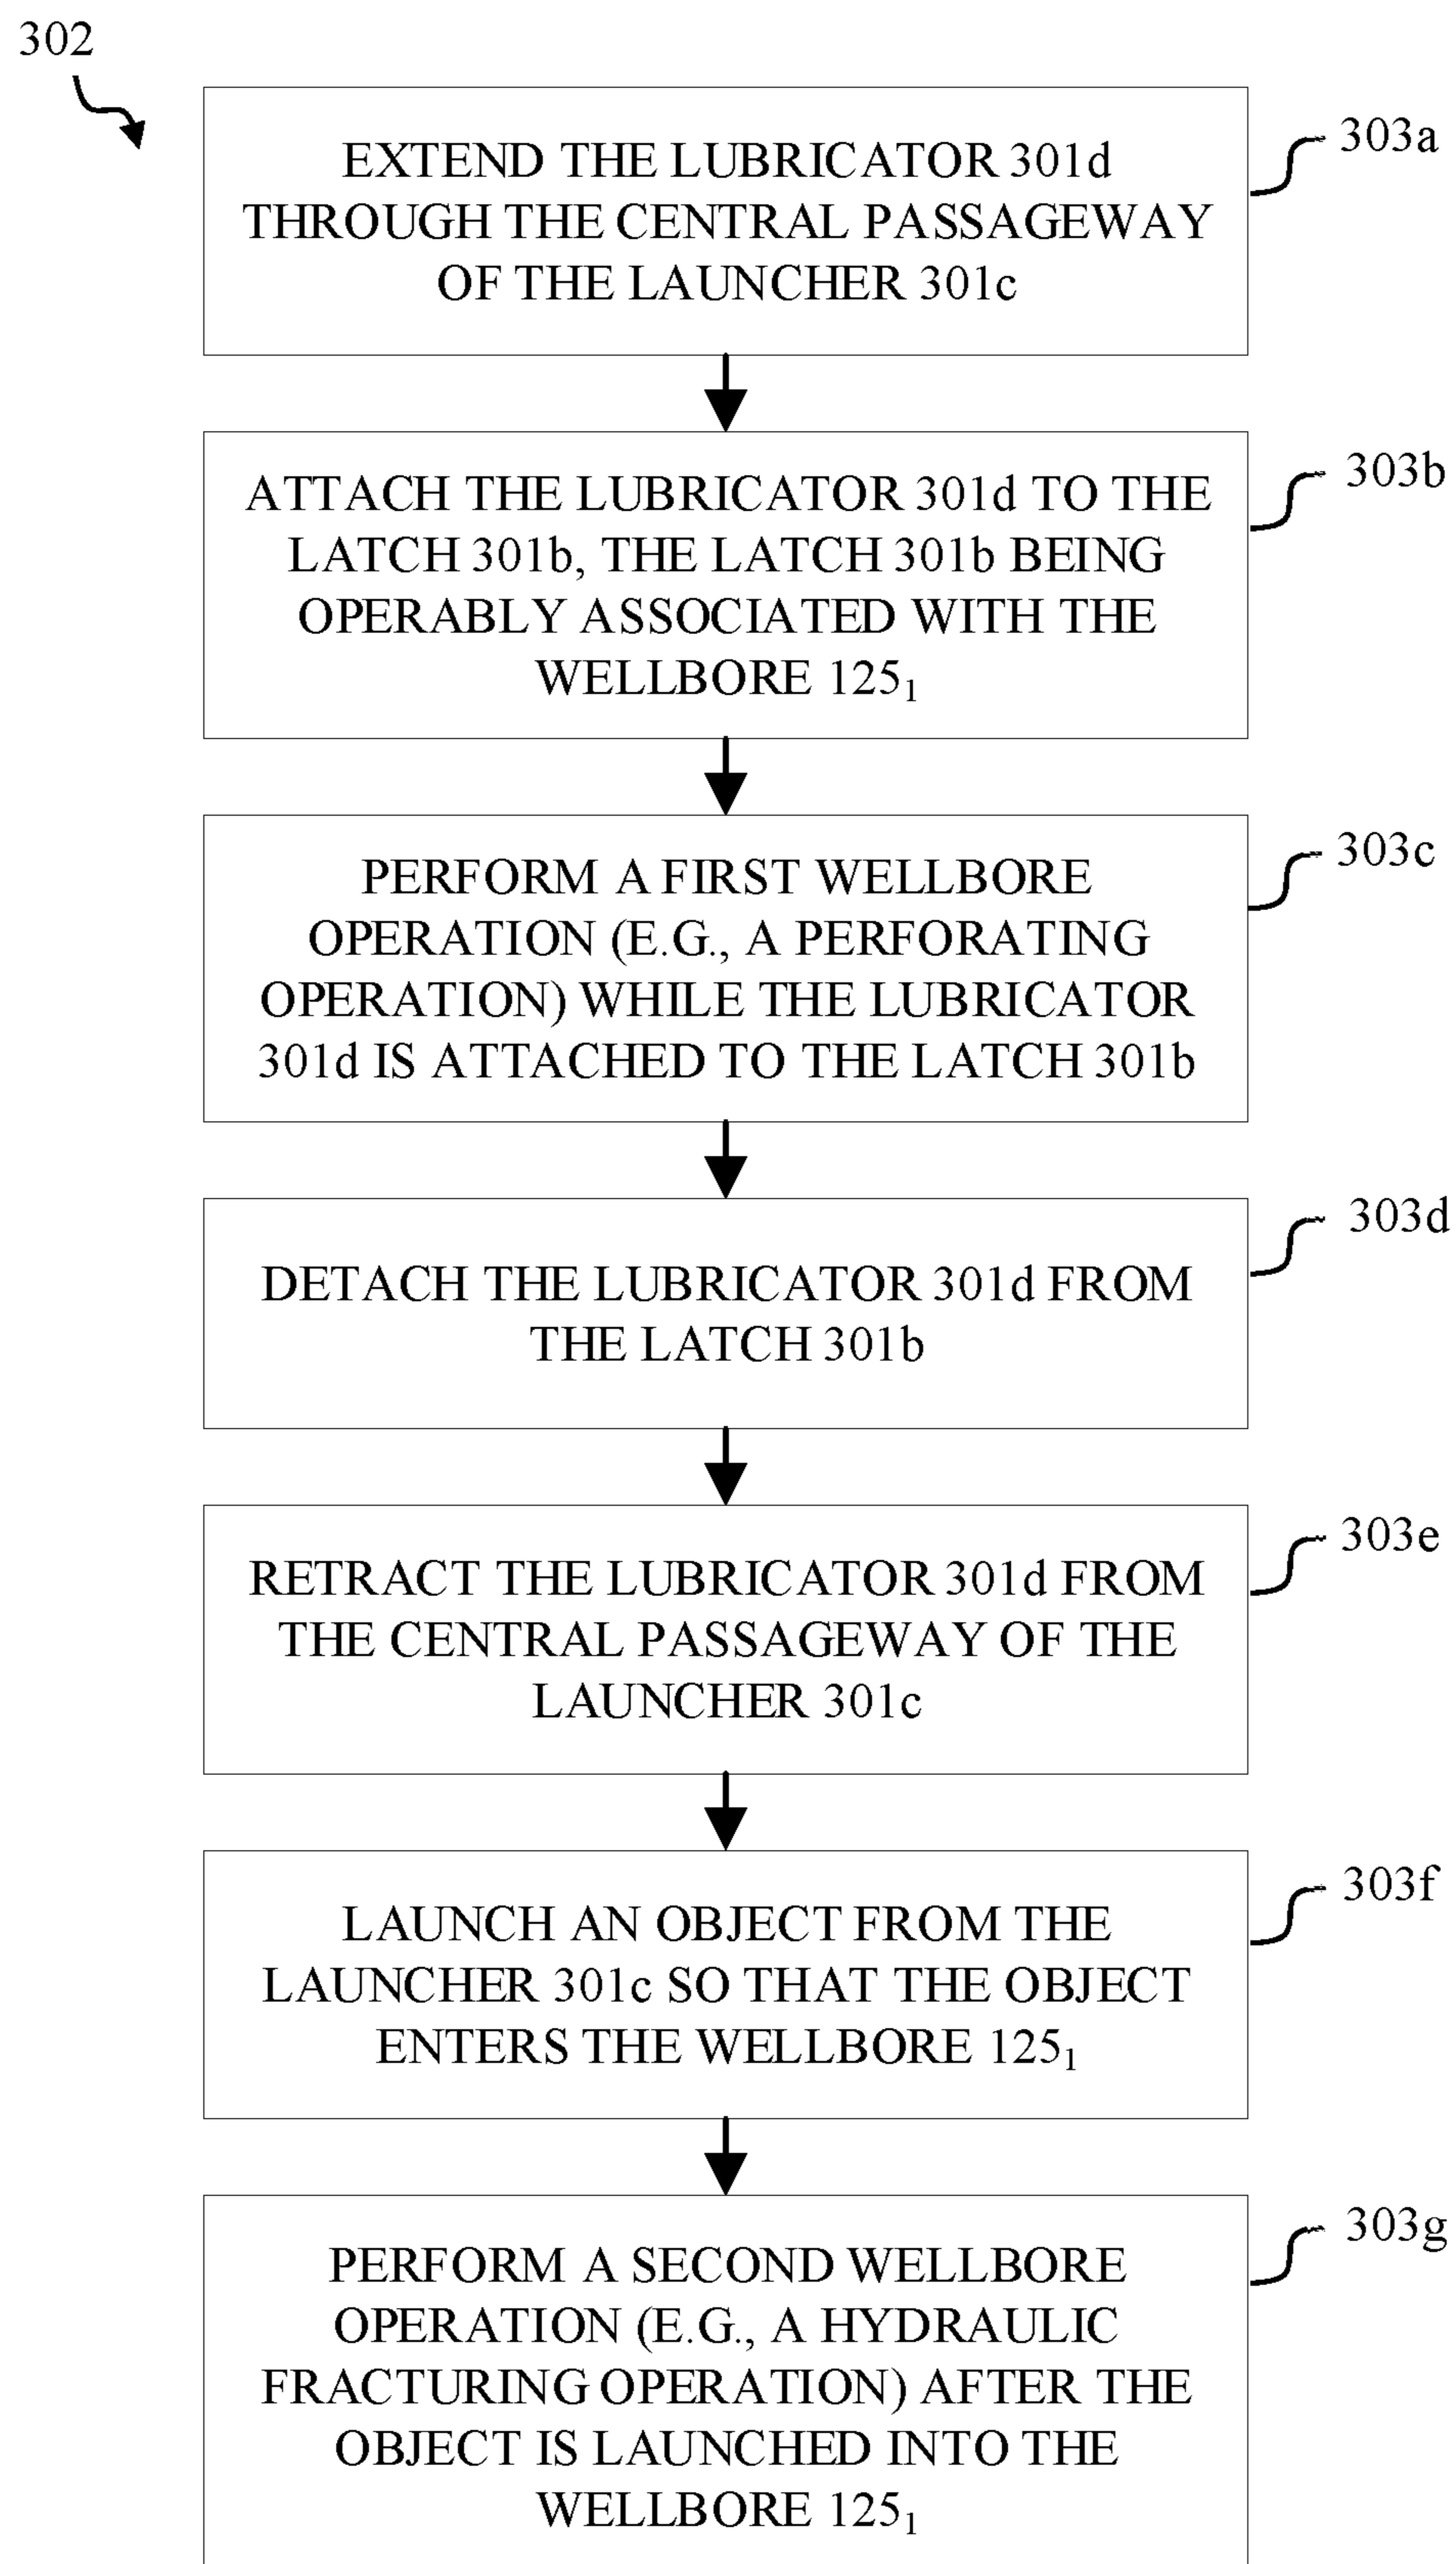 302
EXTEND THE LUBRICATOR 301d
THROUGH THE CENTRAL PASSAGEWAY
OF THE LAUNCHER 301c
303a
ATTACH THE LUBRICATOR 301d TO THE
LATCH 301b, THE LATCH 301b BEING
OPERABLY ASSOCIATED WITH THE
WELLBORE 125₁
303b
PERFORM A FIRST WELLBORE
OPERATION (E.G., A PERFORATING
OPERATION) WHILE THE LUBRICATOR
301d IS ATTACHED TO THE LATCH 301b
303c
DETACH THE LUBRICATOR 301d FROM
THE LATCH 301b
303d
RETRACT THE LUBRICATOR 301d FROM
THE CENTRAL PASSAGEWAY OF THE
LAUNCHER 301c
303e
LAUNCH AN OBJECT FROM THE
LAUNCHER 301c SO THAT THE OBJECT
ENTERS THE WELLBORE 125₁
303f
PERFORM A SECOND WELLBORE
OPERATION (E.G., A HYDRAULIC
FRACTURING OPERATION) AFTER THE
OBJECT IS LAUNCHED INTO THE
WELLBORE 125₁
303g